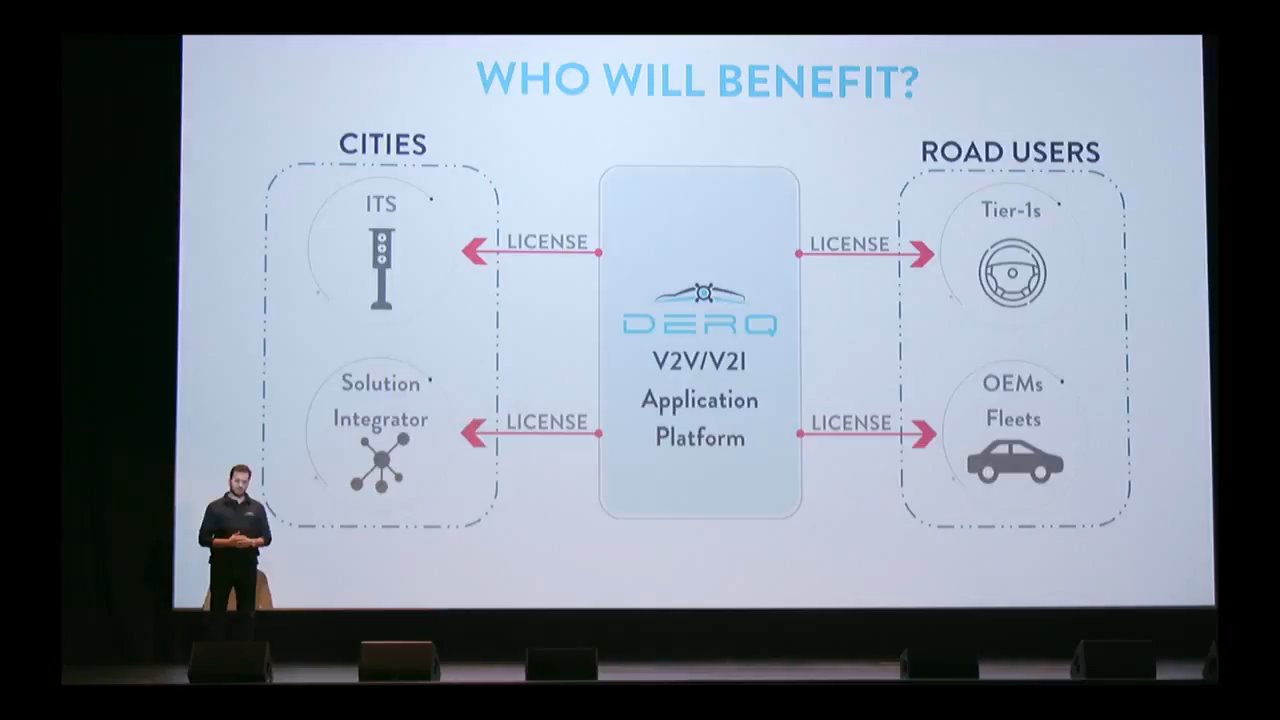 WHO WILL BENEFIT?
CITIES
ITS
LICENSE
Solution
Integrator
LICENSE
DERQ
V2V/V2I
Application
Platform
ROAD USERS
LICENSE
Tier-1s
LICENSE
OEMs
Fleets